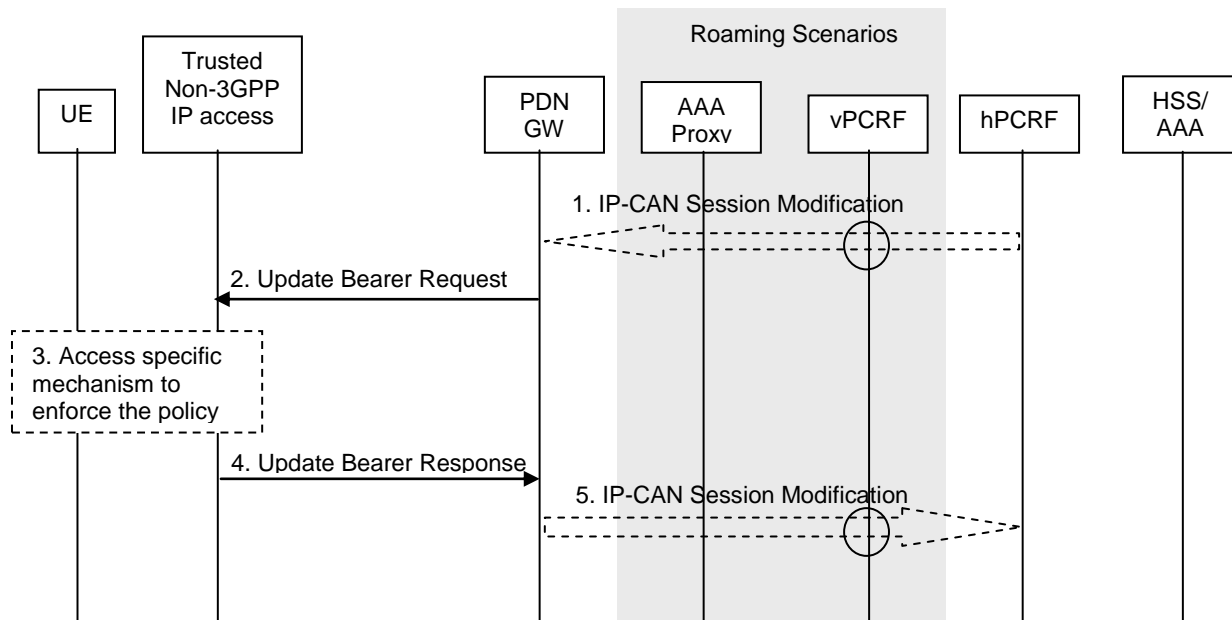 Roaming Scenarios
UE
Trusted
Non-3GPP
IP access
PDN
GW
AAA
Proxy
vPCRF
hPCRF
HSS/
AAA
1. IP-CAN Session Modification
2. Update Bearer Request
3. Access specific
mechanism to
enforce the policy
4. Update Bearer Response
5. IP-CAN Session Modification